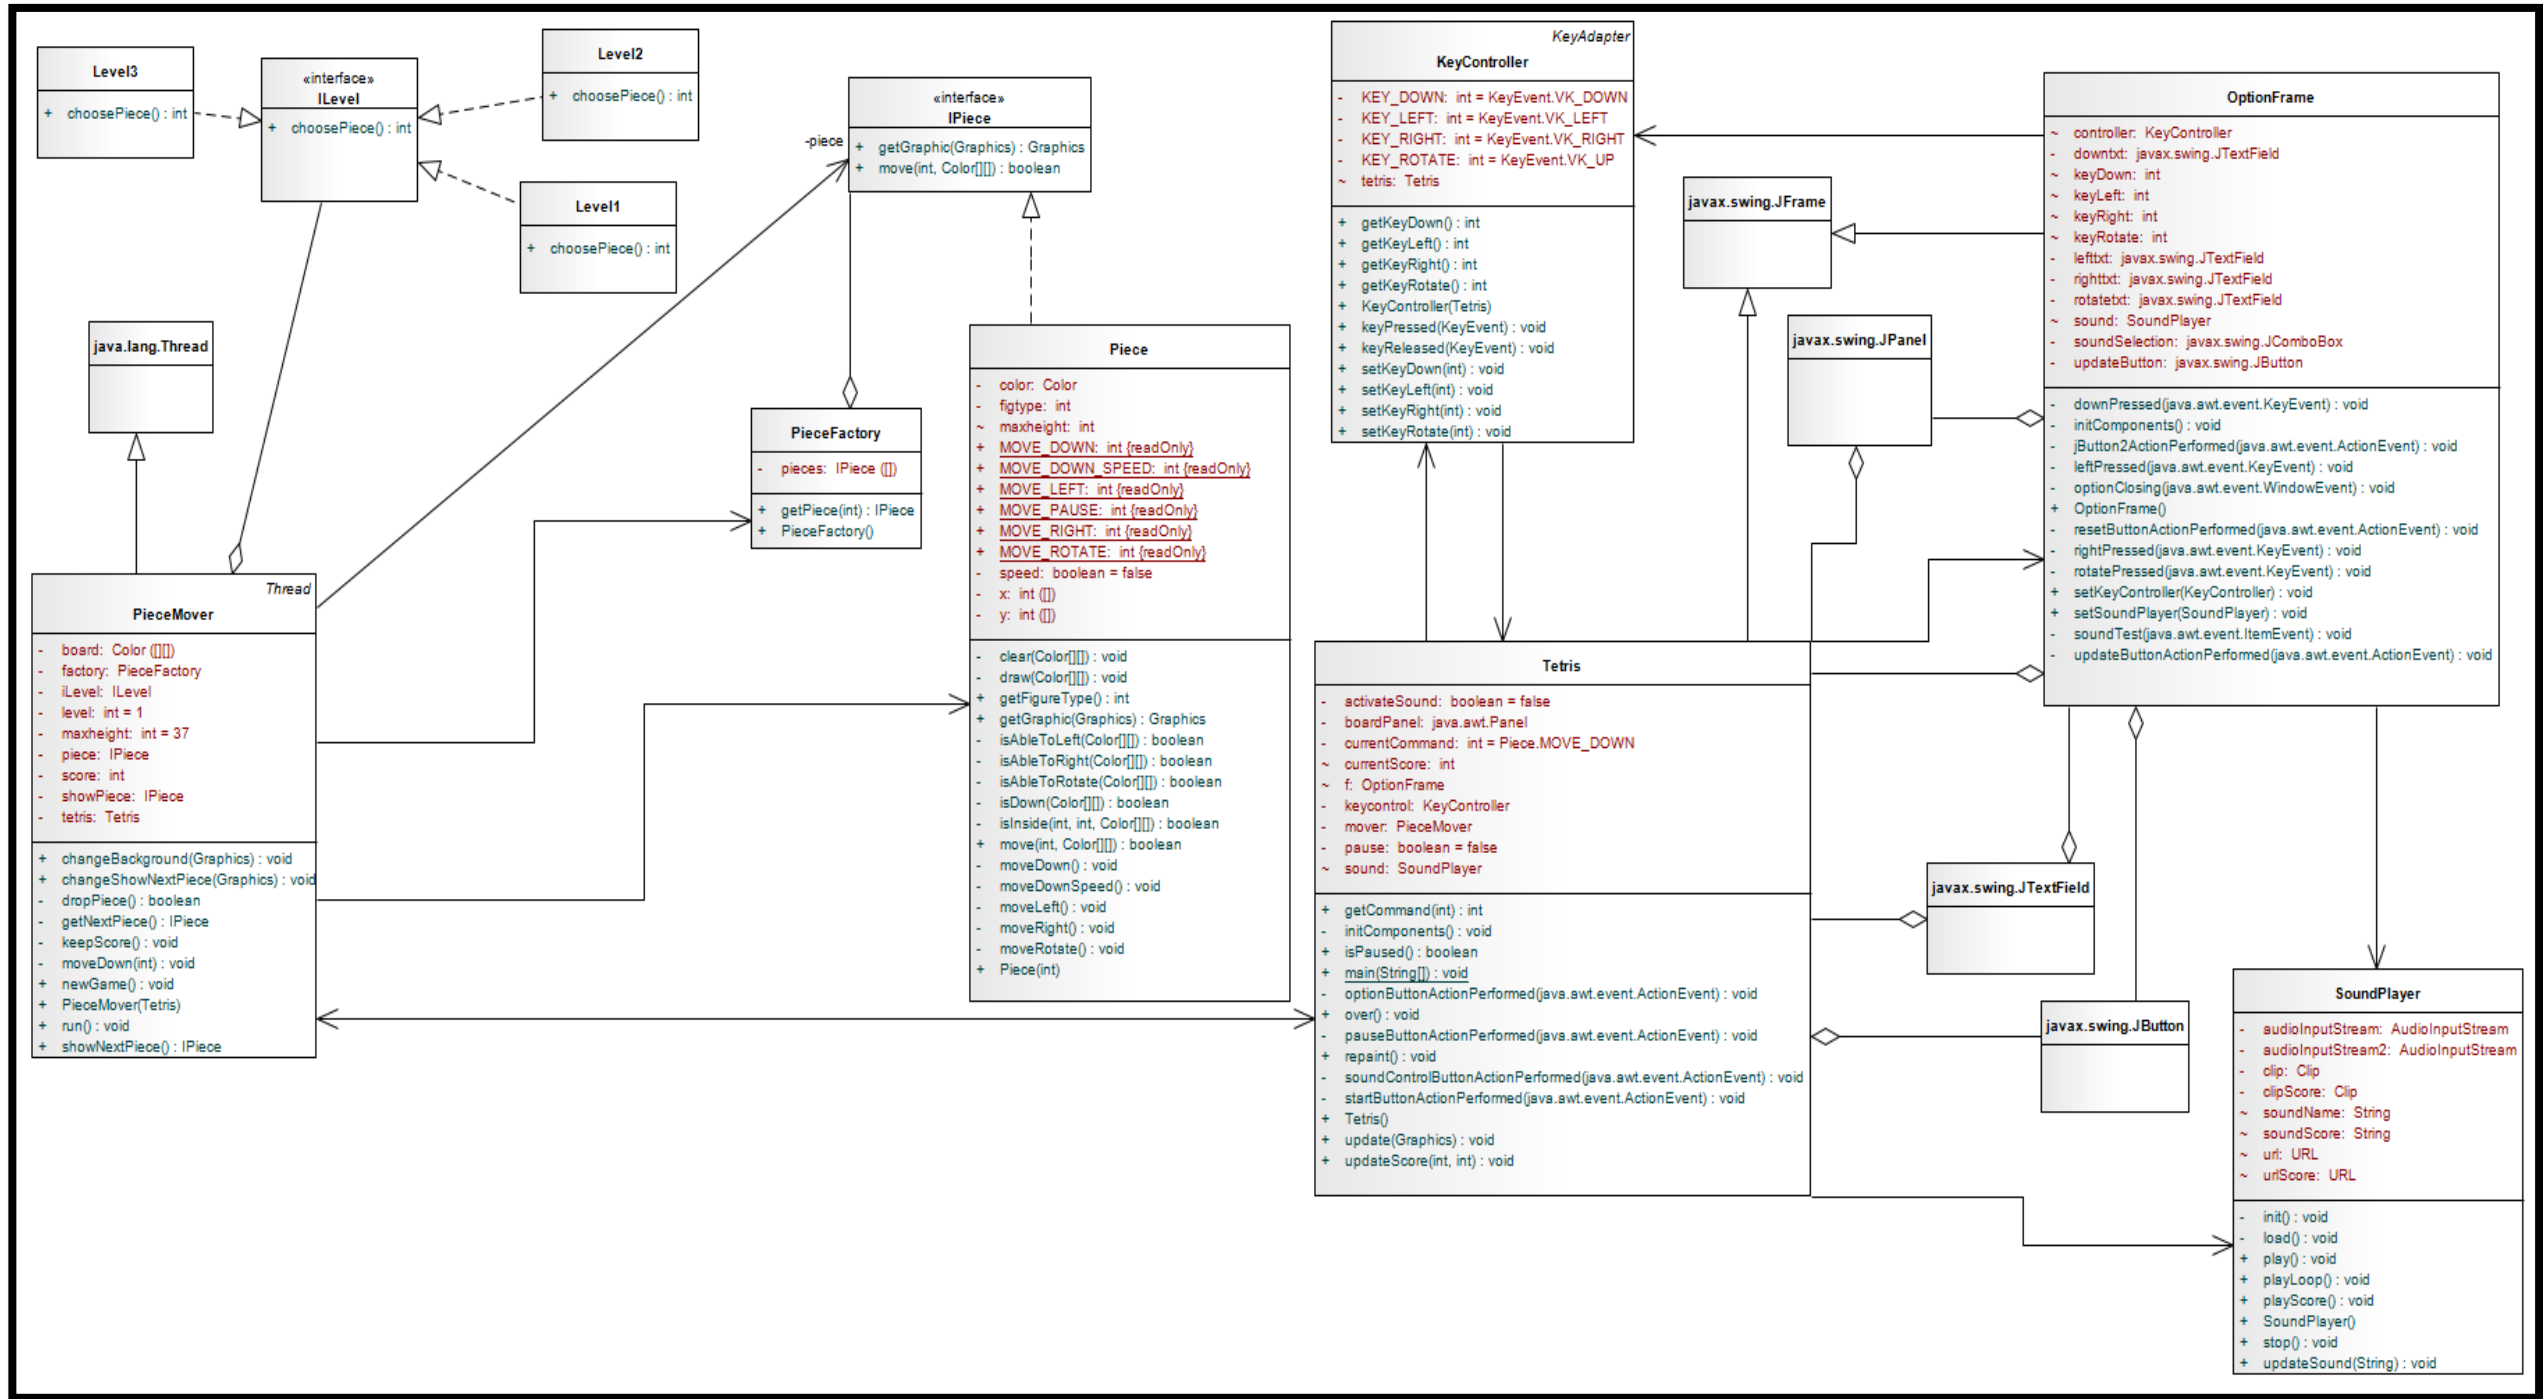 Level3
+ choosePiece() : int
«interface»
ILevel
+ choosePiece() : int
Level2
+ choosePiece() : int
Level1
+ choosePiece() : int
«interface»
IPiece
+ getGraphic(Graphics) : Graphics
+ move(int, Color[][]) : boolean
-piece
java.lang.Thread
PieceFactory
- pieces: IPiece ([])
+ getPiece(int) : IPiece
+ PieceFactory()
Thread
PieceMover
- board: Color ([][])
- factory: PieceFactory
- iLevel: ILevel
- level: int = 1
- maxheight: int = 37
- piece: IPiece
- score: int
- showPiece: IPiece
- tetris: Tetris
+ changeBackground(Graphics) : void
+ changeShowNextPiece(Graphics) : void
- dropPiece() : boolean
- getNextPiece() : IPiece
- keepScore() : void
- moveDown(int) : void
+ newGame() : void
+ PieceMover(Tetris)
+ run() : void
+ showNextPiece() : IPiece
Piece
- color: Color
- figtype: int
~ maxheight: int
+ MOVE_DOWN: int {readOnly}
+ MOVE_DOWN_SPEED: int {readOnly}
+ MOVE_LEFT: int {readOnly}
+ MOVE_PAUSE: int {readOnly}
+ MOVE_RIGHT: int {readOnly}
+ MOVE_ROTATE: int {readOnly}
- speed: boolean = false
- x: int ([])
- y: int ([])
- clear(Color[][]) : void
- draw(Color[][]) : void
+ getFigureType() : int
+ getGraphic(Graphics) : Graphics
- isAbleToLeft(Color[][]) : boolean
- isAbleToRight(Color[][]) : boolean
- isAbleToRotate(Color[][]) : boolean
- isDown(Color[][]) : boolean
- isInside(int, int, Color[][]) : boolean
+ move(int, Color[][]) : boolean
- moveDown() : void
- moveDownSpeed() : void
- moveLeft() : void
- moveRight() : void
- moveRotate() : void
+ Piece(int)
KeyAdapter
KeyController
- KEY_DOWN: int = KeyEvent.VK_DOWN
- KEY_LEFT: int = KeyEvent.VK_LEFT
- KEY_RIGHT: int = KeyEvent.VK_RIGHT
- KEY_ROTATE: int = KeyEvent.VK_UP
~ tetris: Tetris
+ getKeyDown() : int
+ getKeyLeft() : int
+ getKeyRight() : int
+ getKeyRotate() : int
+ KeyController(Tetris)
+ keyPressed(KeyEvent) : void
+ keyReleased(KeyEvent) : void
+ setKeyDown(int) : void
+ setKeyLeft(int) : void
+ setKeyRight(int) : void
+ setKeyRotate(int) : void
javax.swing.JFrame
javax.swing.JPanel
OptionFrame
~ controller: KeyController
- downtxt: javax.swing.JTextField
~ keyDown: int
~ keyLeft: int
~ keyRight: int
~ keyRotate: int
- lefttxt: javax.swing.JTextField
- righttxt: javax.swing.JTextField
- rotatetxt: javax.swing.JTextField
~ sound: SoundPlayer
- soundSelection: javax.swing.JComboBox
- updateButton: javax.swing.JButton
- downPressed(java.awt.event.KeyEvent) : void
- initComponents() : void
- jButton2ActionPerformed(java.awt.event.ActionEvent) : void
- leftPressed(java.awt.event.KeyEvent) : void
- optionClosing(java.awt.event.WindowEvent) : void
+ OptionFrame()
- resetButtonActionPerformed(java.awt.event.ActionEvent) : void
- rightPressed(java.awt.event.KeyEvent) : void
- rotatePressed(java.awt.event.KeyEvent) : void
+ setKeyController(KeyController) : void
+ setSoundPlayer(SoundPlayer) : void
- soundTest(java.awt.event.ItemEvent) : void
- updateButtonActionPerformed(java.awt.event.ActionEvent) : void
Tetris
- activateSound: boolean = false
- boardPanel: java.awt.Panel
- currentCommand: int = Piece.MOVE_DOWN
~ currentScore: int
~ f: OptionFrame
- keycontrol: KeyController
- mover: PieceMover
- pause: boolean = false
~ sound: SoundPlayer
+ getCommand(int) : int
- initComponents() : void
+ isPaused() : boolean
+ main(String[]) : void
- optionButtonActionPerformed(java.awt.event.ActionEvent) : void
+ over() : void
- pauseButtonActionPerformed(java.awt.event.ActionEvent) : void
+ repaint() : void
- soundControlButtonActionPerformed(java.awt.event.ActionEvent) : void
- startButtonActionPerformed(java.awt.event.ActionEvent) : void
+ Tetris()
+ update(Graphics) : void
+ updateScore(int, int) : void
javax.swing.JTextField
javax.swing.JButton
SoundPlayer
- audioInputStream: AudioInputStream
- audioInputStream2: AudioInputStream
- clip: Clip
- clipScore: Clip
~ soundName: String
~ soundScore: String
~ url: URL
~ urlScore: URL
- init() : void
- load() : void
+ play() : void
+ playLoop() : void
+ playScore() : void
+ SoundPlayer()
+ stop() : void
+ updateSound(String) : void